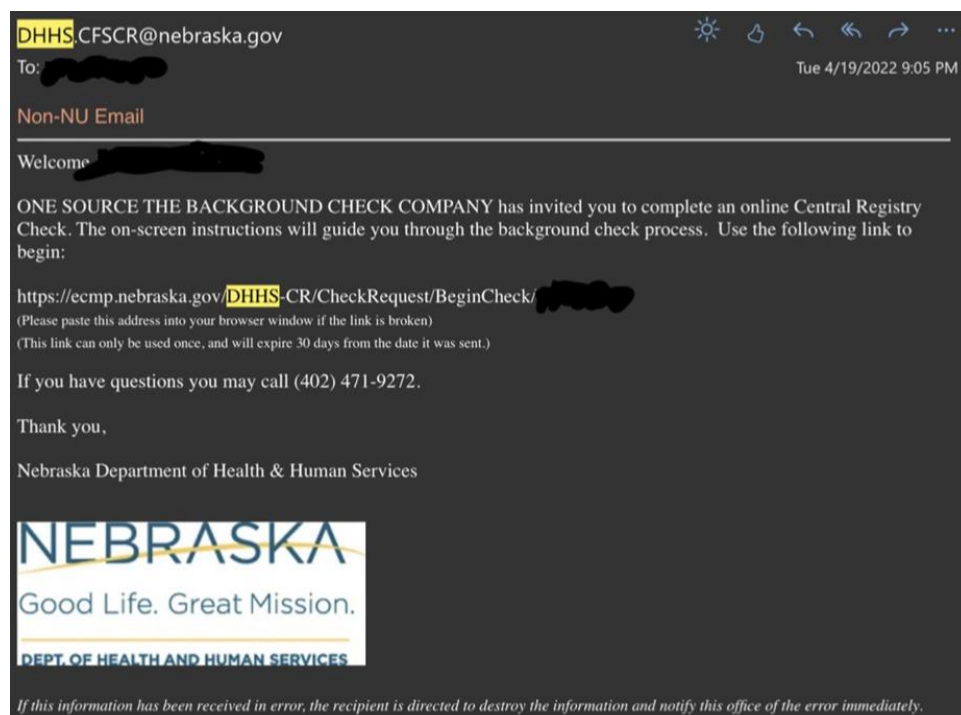 DHHS.CFSCR@nebraska.gov
To:
Tue 4/19/2022 9:05 PM
Non-NU Email
Welcome
ONE SOURCE THE BACKGROUND CHECK COMPANY has invited you to complete an online Central Registry
Check. The on-screen instructions will guide you through the background check process.  Use the following link to
begin:
https://ecmp.nebraska.gov/DHHS-CR/CheckRequest/BeginCheck/
(Please paste this address into your browser window if the link is broken)
(This link can only be used once, and will expire 30 days from the date it was sent.)
If you have questions you may call (402) 471-9272.
Thank you,
Nebraska Department of Health & Human Services
NEBRASKA
Good Life. Great Mission.
DEPT. OF HEALTH AND HUMAN SERVICES
If this information has been received in error, the recipient is directed to destroy the information and notify this office of the error immediately.